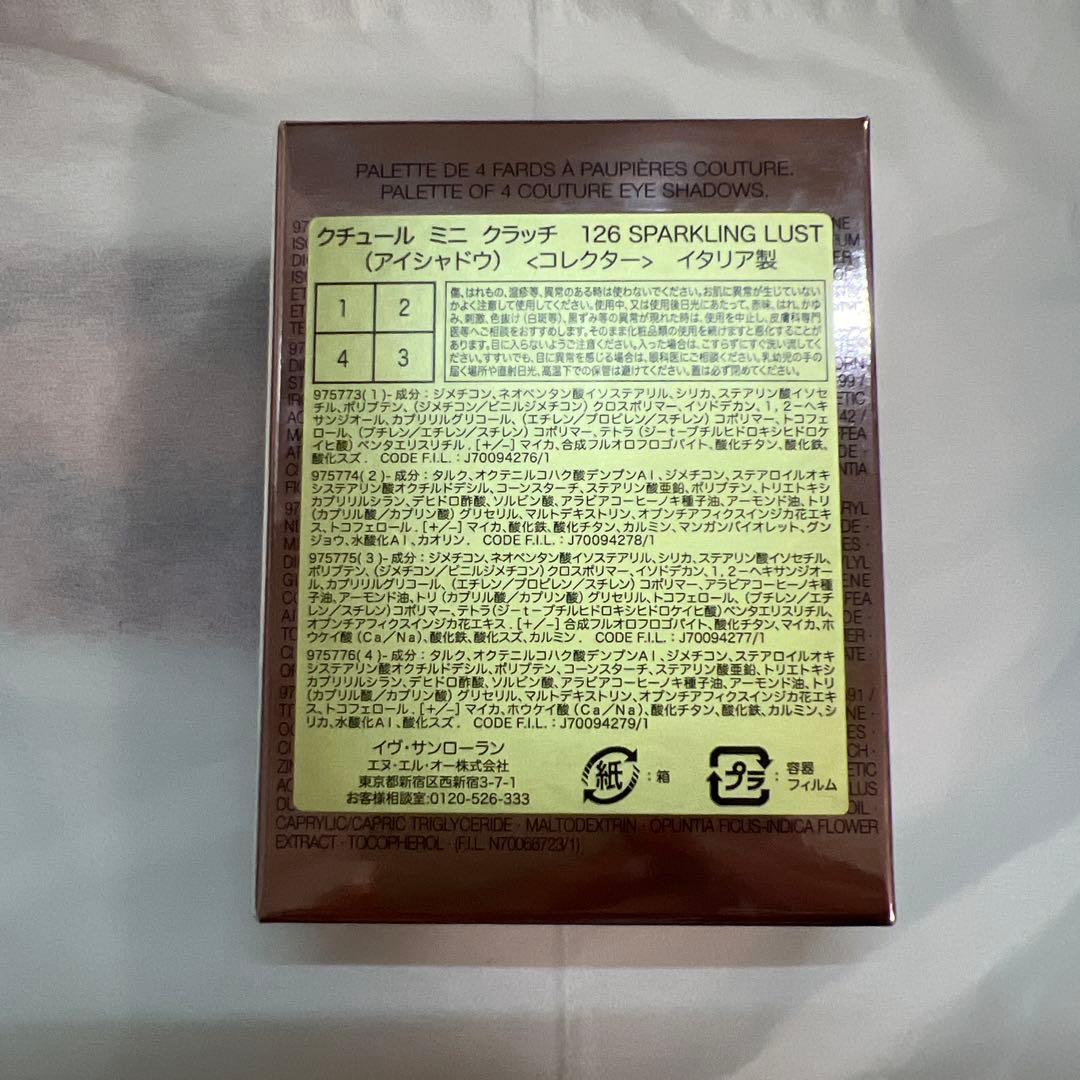 PALETTE DE 4 FARDS À PAUPIÈRES COUTURE.
PALETTE OF 4 COUTURE EYE SHADOWS.
クチュール ミニ クラッチ 126 SPARKLING LUST
(アイシャドウ) <コレクター> イタリア製
1 2
4 3
傷、はれもの、湿疹等、異常のある時は使わないでください。お肌に異常が生じていない
かよく注意して使用してください。使用中、又は使用後日光にあたって、赤味、はれ、かゆ
み、刺激、色抜け(白斑等)、黒ずみ等の異常が現れた時は、使用を中止し、皮膚科専門
医等へご相談をおすすめします。そのまま化粧品類の使用を続けますと悪化することが
あります。目に入らないようご注意ください。入った場合は、こすらずにすぐ洗い流してく
ださい。すすいでも、目に異常を感じる場合は、眼科医にご相談ください。乳幼児の手の
届く場所や直射日光、高温下での保管は避けてください。蓋は必ず閉めてください。
975773(1)-成分:ジメチコン、ネオペンタン酸イソステアリル、シリカ、ステアリン酸イソセ
チル、ポリブテン、(ジメチコン/ビニルジメチコン)クロスポリマー、イソドデカン、1,2-ヘキ
サンジオール、カプリリルグリコール、(エチレン/プロピレン/スチレン)コポリマー、トコフェ
ロール、(ブチレン/エチレン/スチレン)コポリマー、テトラ(ジ-t-ブチルヒドロキシヒドロケ
イヒ酸)ペンタエリスリチル.[+/-]マイカ、合成フルオロフロゴパイト、酸化チタン、酸化鉄、
酸化スズ. CODE F.I.L.:J70094276/1
975774(2)-成分:タルク、オクテニルコハク酸デンプンAl、ジメチコン、ステアロイルオキ
システアリン酸オクチルドデシル、コーンスターチ、ステアリン酸亜鉛、ポリブテン、トリエトキシ
カプリリルシラン、デヒドロ酢酸、ソルビン酸、アラビアコーヒーノキ種子油、アーモンド油、トリ
(カプリル酸/カプリン酸)グリセリル、マルトデキストリン、オプンチアフィクスインジカ花エキ
ス、トコフェロール.[+/-]マイカ、酸化鉄、酸化チタン、カルミン、マンガンバイオレット、グン
ジョウ、水酸化Al、カオリン. CODE F.I.L.:J70094278/1
975775(3)-成分:ジメチコン、ネオペンタン酸イソステアリル、シリカ、ステアリン酸イソセチル、
ポリブテン、(ジメチコン/ビニルジメチコン)クロスポリマー、イソドデカン、1,2-ヘキサンジオー
ル、カプリリルグリコール、(エチレン/プロピレン/スチレン)コポリマー、アラビアコーヒーノキ種
子油、アーモンド油、トリ(カプリル酸/カプリン酸)グリセリル、トコフェロール、(ブチレン/エチ
レン/スチレン)コポリマー、テトラ(ジ-t-ブチルヒドロキシヒドロケイヒ酸)ペンタエリスリチル、
オプンチアフィクスインジカ花エキス.[+/-]合成フルオロフロゴパイト、酸化チタン、マイカ、ホ
ウケイ酸(Ca/Na)、酸化鉄、酸化スズ、カルミン. CODE F.I.L.:J70094277/1
975776(4)-成分:タルク、オクテニルコハク酸デンプンAl、ジメチコン、ステアロイルオキ
システアリン酸オクチルドデシル、ポリブテン、コーンスターチ、ステアリン酸亜鉛、トリエトキシ
カプリリルシラン、デヒドロ酢酸、ソルビン酸、アラビアコーヒーノキ種子油、アーモンド油、トリ
(カプリル酸/カプリン酸)グリセリル、マルトデキストリン、オプンチアフィクスインジカ花エキ
ス、トコフェロール.[+/-]マイカ、ホウケイ酸(Ca/Na)、酸化チタン、酸化鉄、カルミン、シ
リカ、水酸化Al、酸化スズ. CODE F.I.L.:J70094279/1
イヴ・サンローラン
エヌ・エル・オー株式会社
東京都新宿区西新宿3-7-1
お客様相談室:0120-526-333
紙 :箱
プラ :容器 フィルム
CAPRYLIC/CAPRIC TRIGLYCERIDE · MALTODEXTRIN · OPUNTIA FICUS-INDICA FLOWER
EXTRACT · TOCOPHEROL · (F.I.L. N70068723/1).